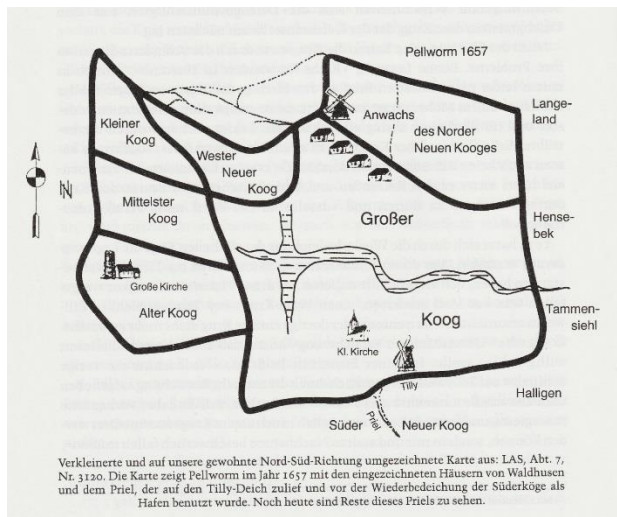 Pellworm 1657
Lange-
land
Anwachs
des Norder
Neuen Kooges
Kleiner
Koog
Wester
Neuer
Koog
N
Mittelster
Koog
Großer
Hense-
bek
Große Kirche
Alter Koog
Koog
Tammen-
siehl
Kl. Kirche
Tilly
Halligen
Priel
Süder
Neuer Koog
Verkleinerte und auf unsere gewohnte Nord-Süd-Richtung umgezeichnete Karte aus: LAS, Abt. 7,
Nr. 3120. Die Karte zeigt Pellworm im Jahr 1657 mit den eingezeichneten Häusern von Waldhusen
und dem Priel, der auf den Tilly-Deich zulief und vor der Wiederbedeichung der Süderköge als
Hafen benutzt wurde. Noch heute sind Reste dieses Priels zu sehen.